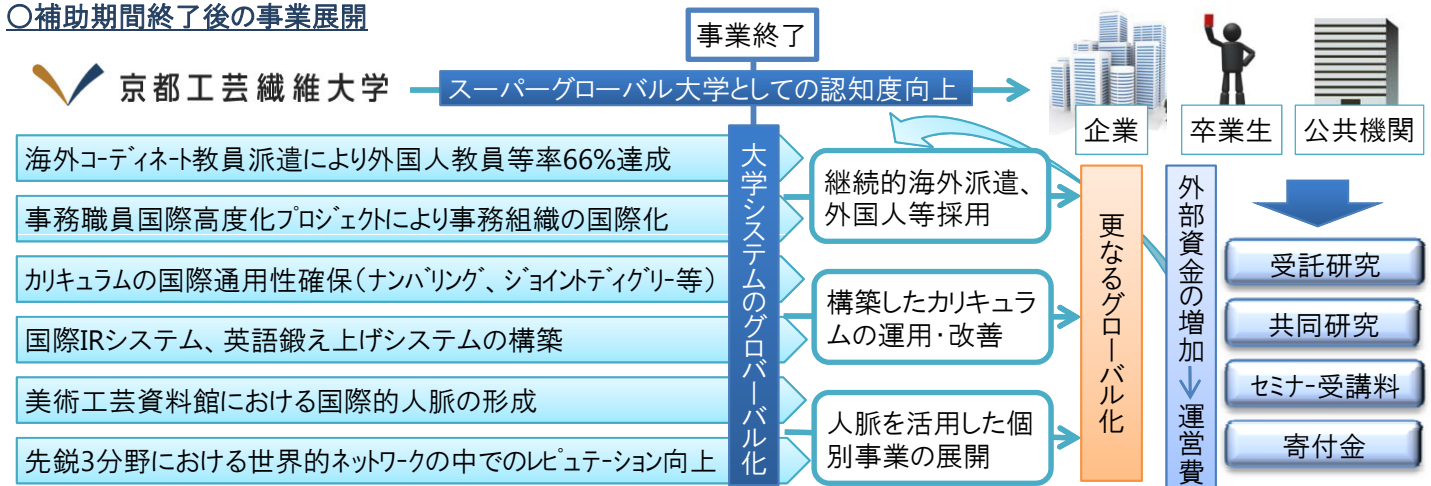 〇補助期間終了後の事業展開
事業終了
京都工芸繊維大学
スーパーグローバル大学としての認知度向上
企業
卒業生
公共機関
海外コーディネート教員派遣により外国人教員等率66%達成
事務職員国際高度化プロジェクトにより事務組織の国際化
カリキュラムの国際通用性確保(ナンバリング、ジョイントディグリー等)
国際IRシステム、英語鍛え上げシステムの構築
美術工芸資料館における国際的人脈の形成
先鋭3分野における世界的ネットワークの中でのレピュテーション向上
大学システムのグロバーバル化
継続的海外派遣、
外国人等採用
構築したカリキュラ
ムの運用・改善
人脈を活用した個
別事業の展開
更なるグローバル化
外部資金の増加→運営費
受託研究
共同研究
セミナー受講料
寄付金